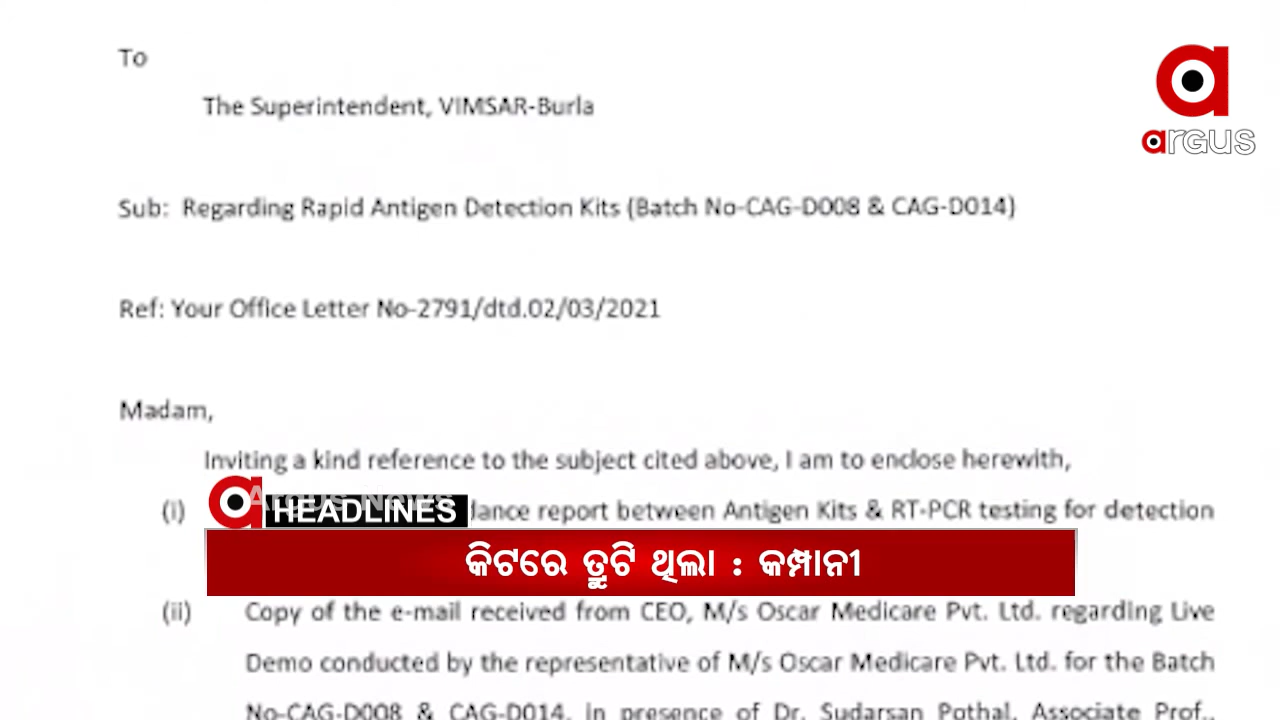 To
The Superintendent, VIMSAR-Burla
argus
Sub: Regarding Rapid Antigen Detection Kits (Batch No-CAG-D008 & CAG-D014)
Ref: Your Office Letter No-2791/dtd.02/03/2021
Madam,
Inviting a kind reference to the subject cited above, I am to enclose herewith,
(i) report between Antigen Kits & RT-PCR testing for detection
Argus News
HEADLINES
କିଟରେ ତ୍ରୁଟି ଥିଲା : କମ୍ପାନୀ
(ii) Copy of the e-mail received from CEO, M/s Oscar Medicare Pvt. Ltd. regarding Live
Demo conducted by the representative of M/s Oscar Medicare Pvt. Ltd. for the Batch
No-CAG-D008 & CAG-D014, in presence of Dr. Sudarsan Pothal, Associate Prof.,